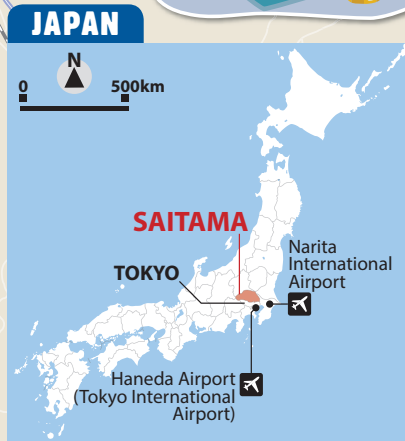 JAPAN
N
0 500km
SAITAMA
TOKYO
Narita
International
Airport
Haneda Airport
(Tokyo International
Airport)